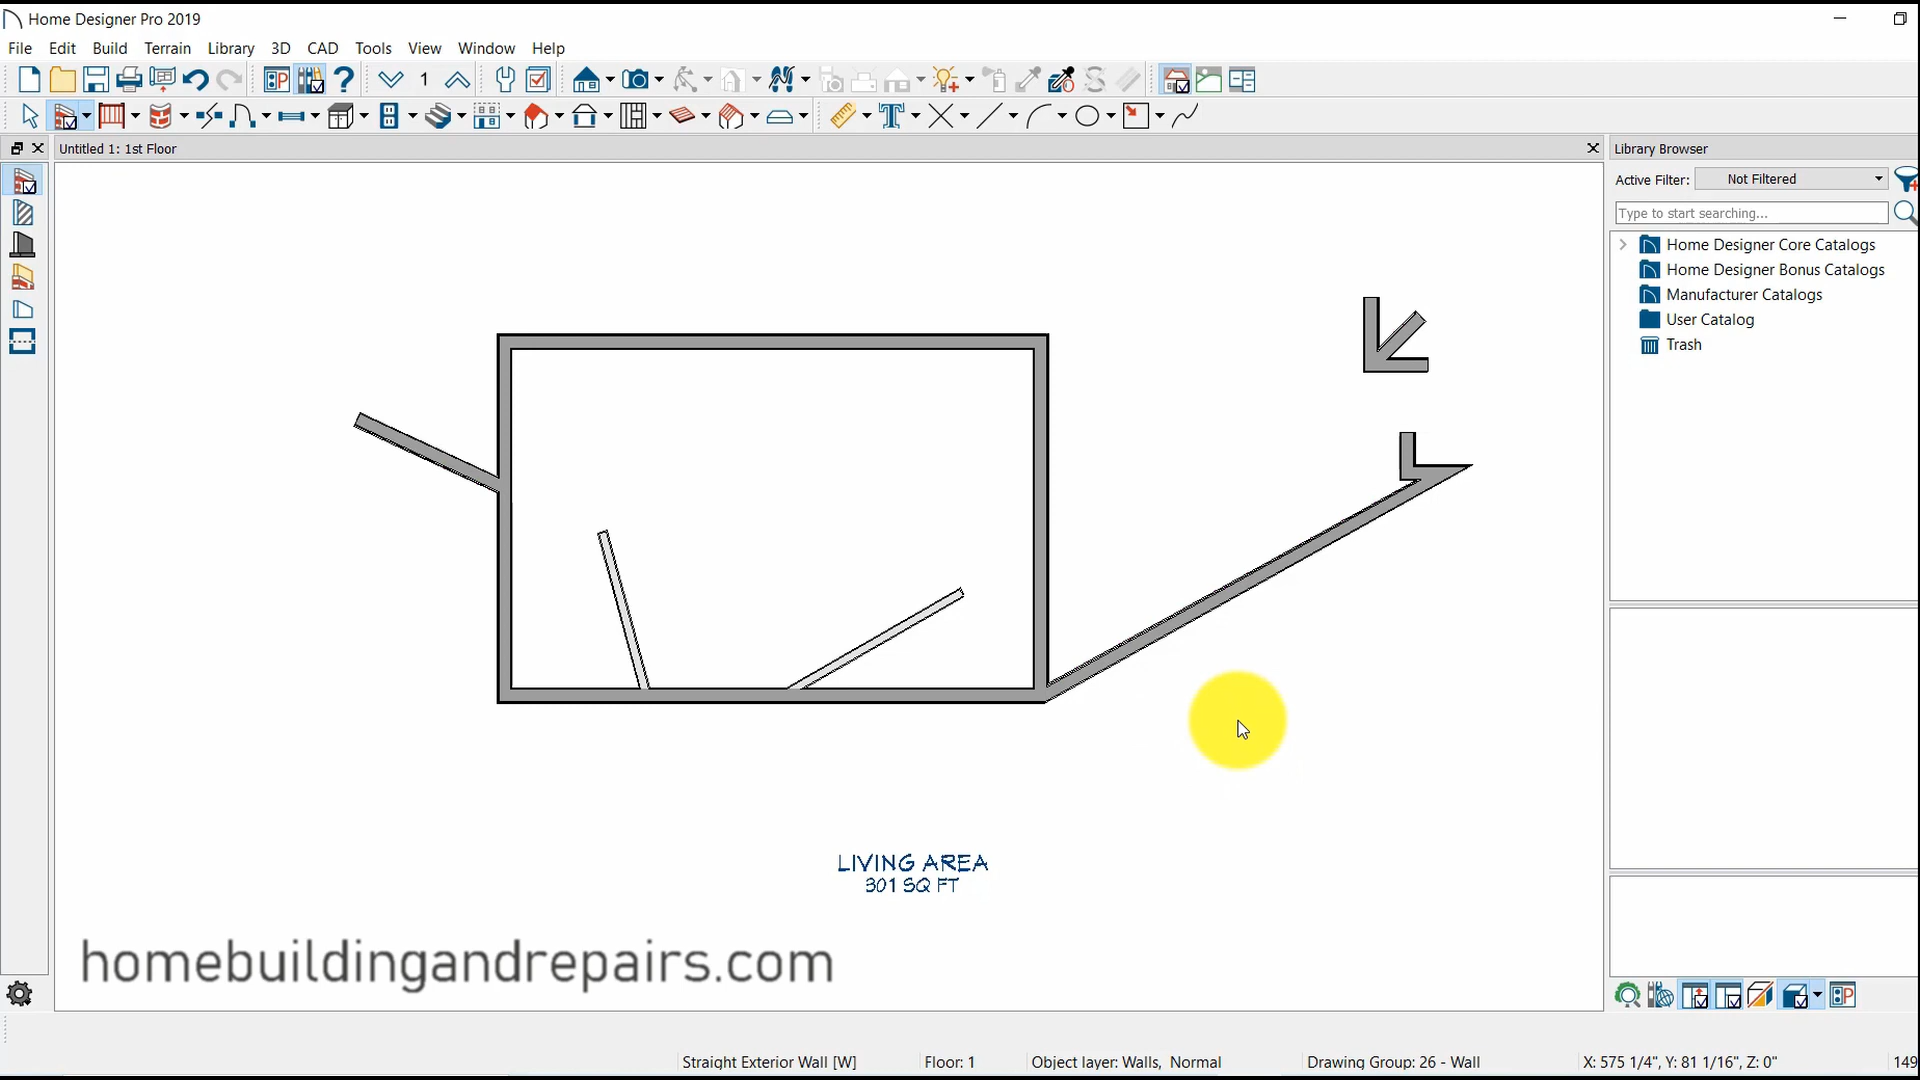 Home Designer Pro 2019
File Edit Build Terrain Library 3D CAD Tools View Window Help
1
Untitled 1: 1st Floor
Library Browser
Active Filter: Not Filtered
Type to start searching...
Home Designer Core Catalogs
Home Designer Bonus Catalogs
Manufacturer Catalogs
User Catalog
Trash
LIVING AREA
301 SQ FT
homebuildingandrepairs.com
Straight Exterior Wall [W] Floor: 1 Object layer: Walls, Normal Drawing Group: 26 - Wall X: 575 1/4", Y: 81 1/16", Z: 0" 149